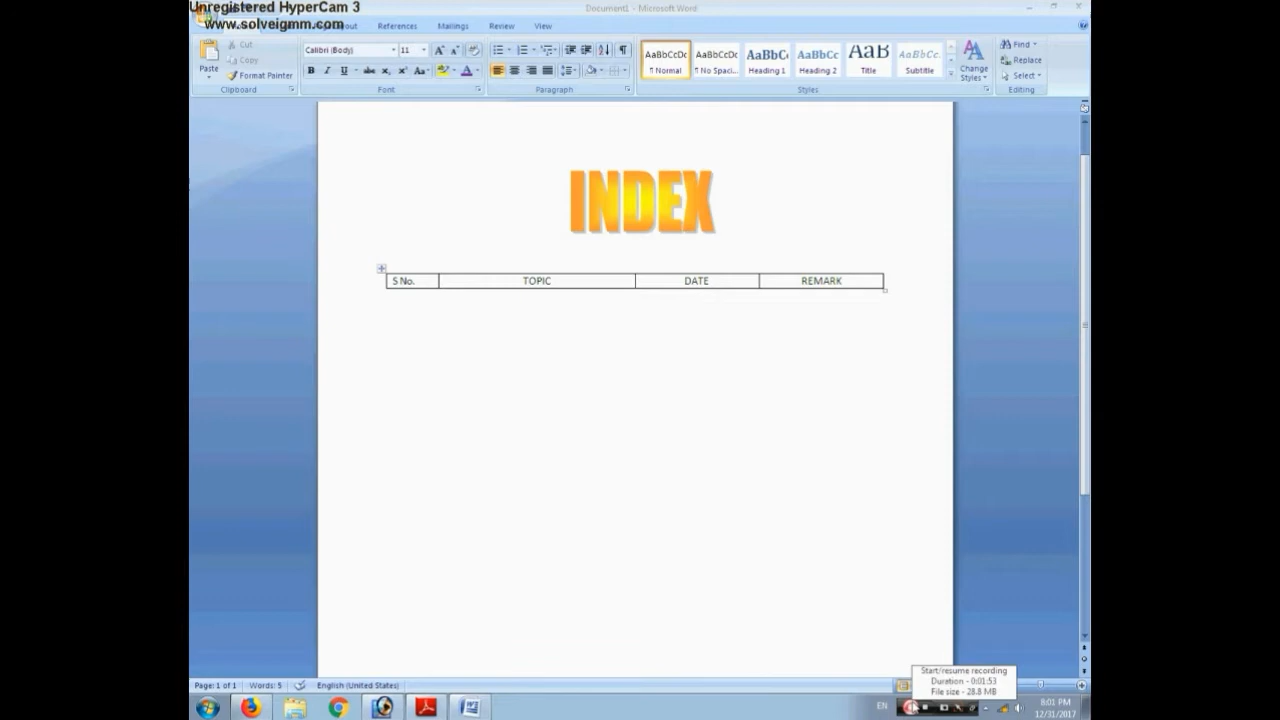 Unregistered HyperCam 3
www.solveigmm.com
Document1 - Microsoft Word
References Mailings Review View
Paste
Cut
Copy
Format Painter
Clipboard
Calibri (Body) 11
Font
Paragraph
AaBbCcDc AaBbCcDc AaBbC AaBbCc AaB AaBbCc.
¶ Normal ¶ No Spaci... Heading 1 Heading 2 Title Subtitle
Change
Styles
Styles
Find
Replace
Select
Editing
INDEX
S No. TOPIC DATE REMARK
Start/resume recording
Duration - 0:01:53
File size - 28.8 MB
Page: 1 of 1 Words: 5 English (United States)
EN
8:01 PM
12/31/2017